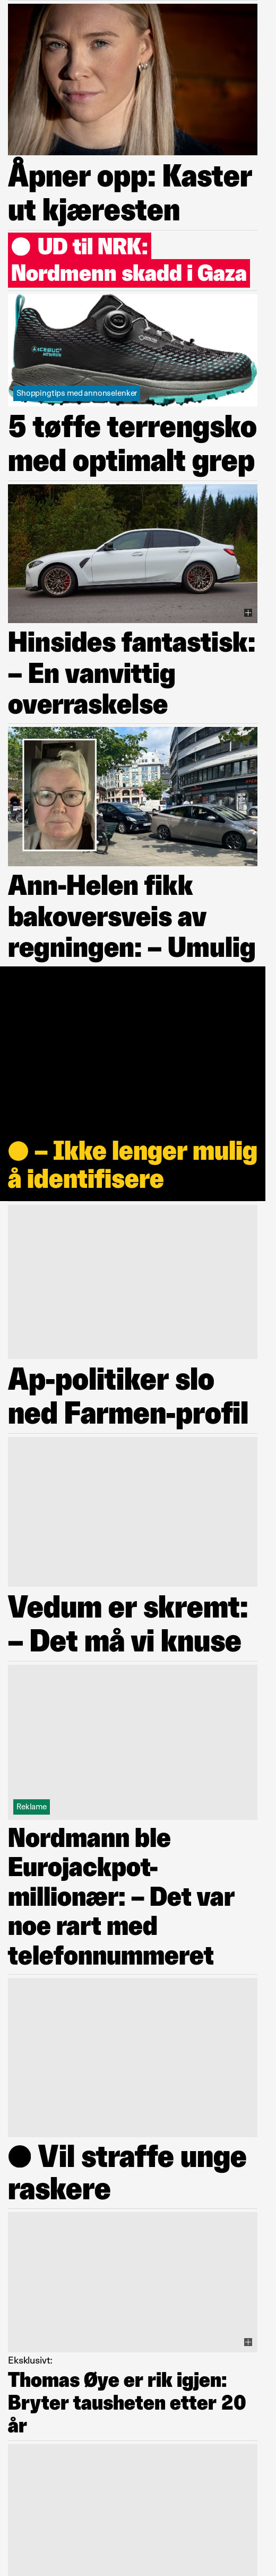 Åpner opp: Kaster
ut kjæresten
UD til NRK:
Nordmenn skadd i Gaza
ICEBUG
Shoppingtips med annonselenker
5 tøffe terrengsko
med optimalt grep
Hinsides fantastisk:
– En vanvittig
overraskelse
Ann-Helen fikk
bakoversveis av
regningen: – Umulig
– Ikke lenger mulig
å identifisere
Ap-politiker slo
ned Farmen-profil
Vedum er skremt:
– Det må vi knuse
Reklame
Nordmann ble
Eurojackpot-
millionær: – Det var
noe rart med
telefonnummeret
Vil straffe unge
raskere
Eksklusivt:
Thomas Øye er rik igjen:
Bryter tausheten etter 20
år